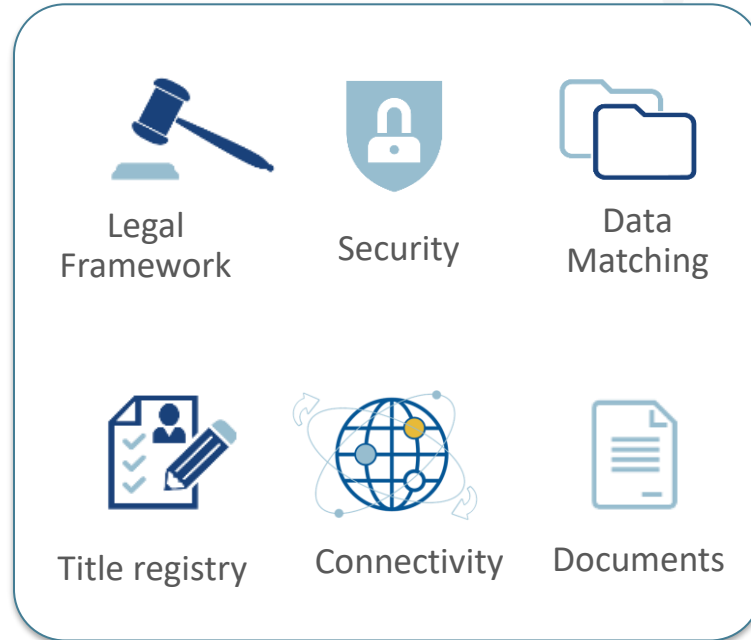 Legal
Framework
Security
Data
Matching
Title registry
Connectivity
Documents